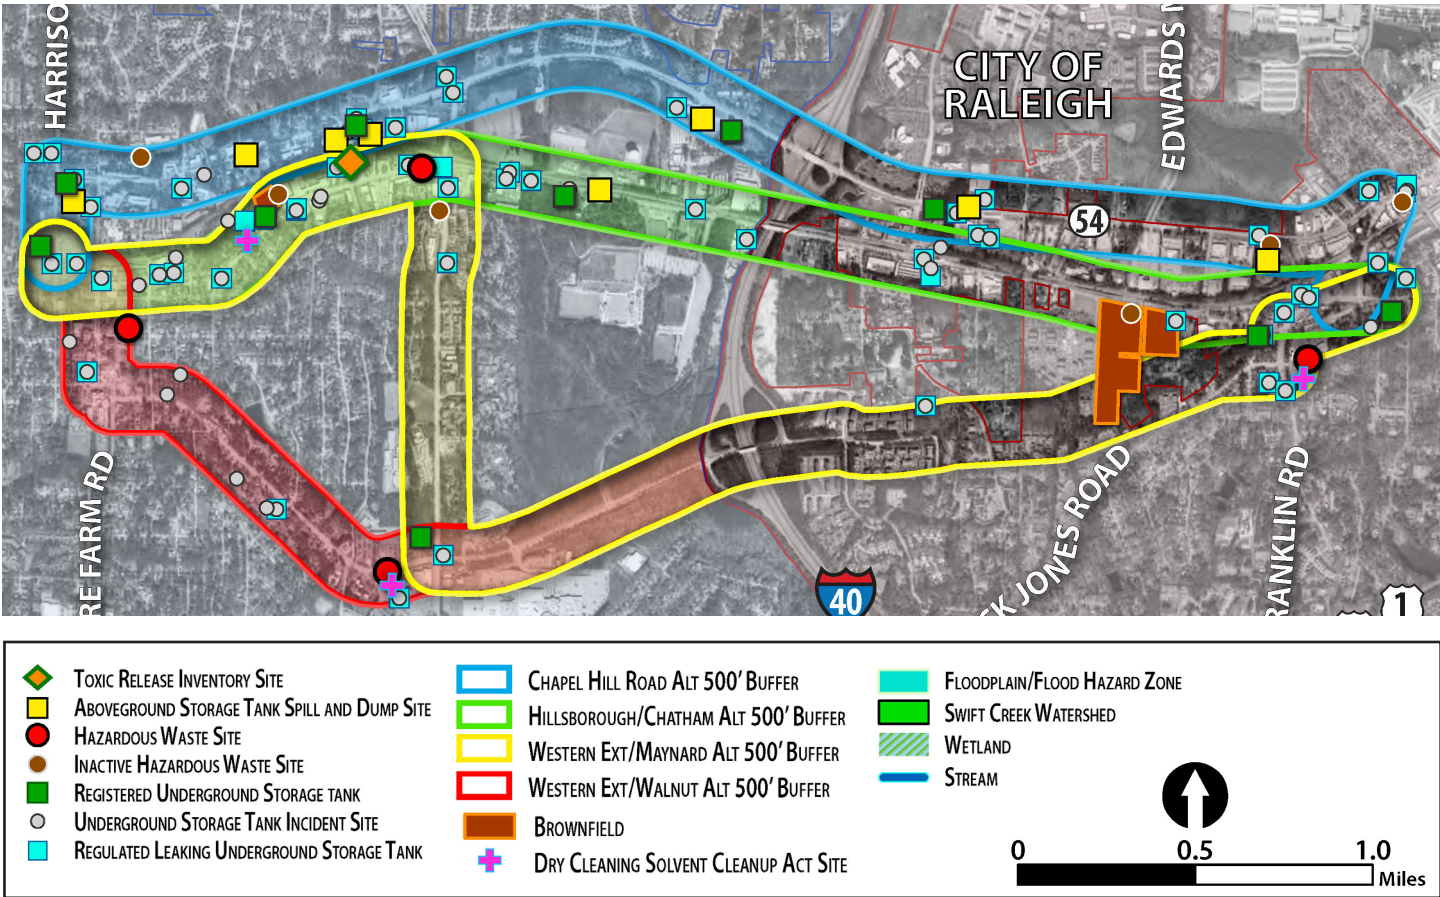 HARRISO
CITY OF
RALEIGH
EDWARDS M
54
RE FARM RD
CK JONES ROAD
RANKLIN RD
40
1
TOXIC RELEASE INVENTORY SITE
ABOVEGROUND STORAGE TANK SPILL AND DUMP SITE
HAZARDOUS WASTE SITE
INACTIVE HAZARDOUS WASTE SITE
REGISTERED UNDERGROUND STORAGE TANK
UNDERGROUND STORAGE TANK INCIDENT SITE
REGULATED LEAKING UNDERGROUND STORAGE TANK
CHAPEL HILL ROAD ALT 500' BUFFER
HILLSBOROUGH/CHATHAM ALT 500' BUFFER
WESTERN EXT/MAYNARD ALT 500' BUFFER
WESTERN EXT/WALNUT ALT 500' BUFFER
BROWNFIELD
DRY CLEANING SOLVENT CLEANUP ACT SITE
FLOODPLAIN/FLOOD HAZARD ZONE
SWIFT CREEK WATERSHED
WETLAND
STREAM
0 0.5 1.0
Miles